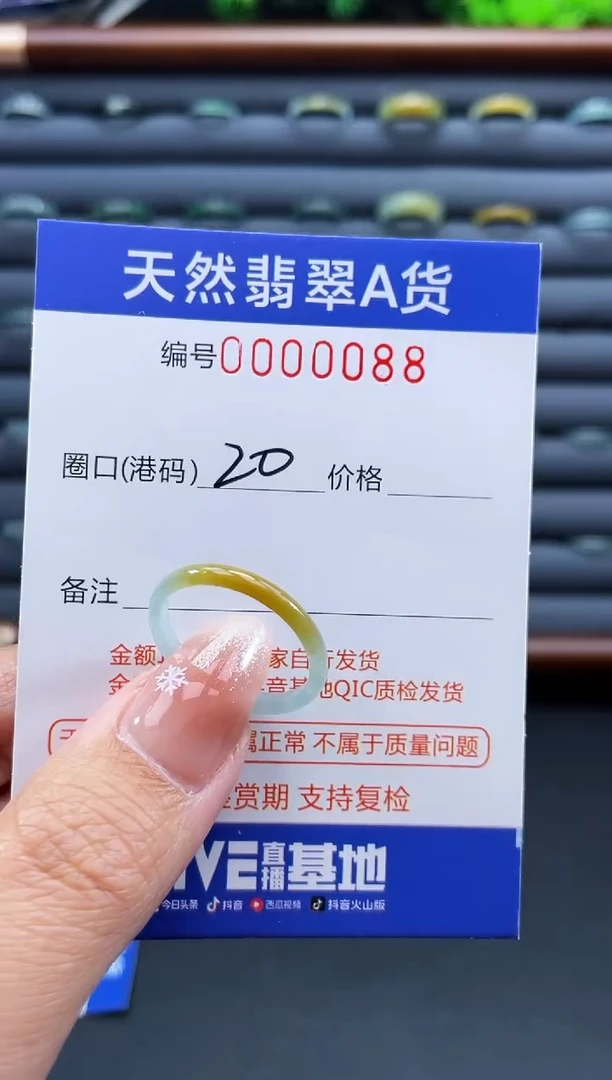 天然翡翠A货
编号0000088
圈口(港码) 20 价格
备注
金额 家自行发货
金 音基地QIC质检发货
属正常 不属于质量问题
赏期 支持复检
IVE直播基地
今日头条 抖音 西瓜视频 抖音火山版